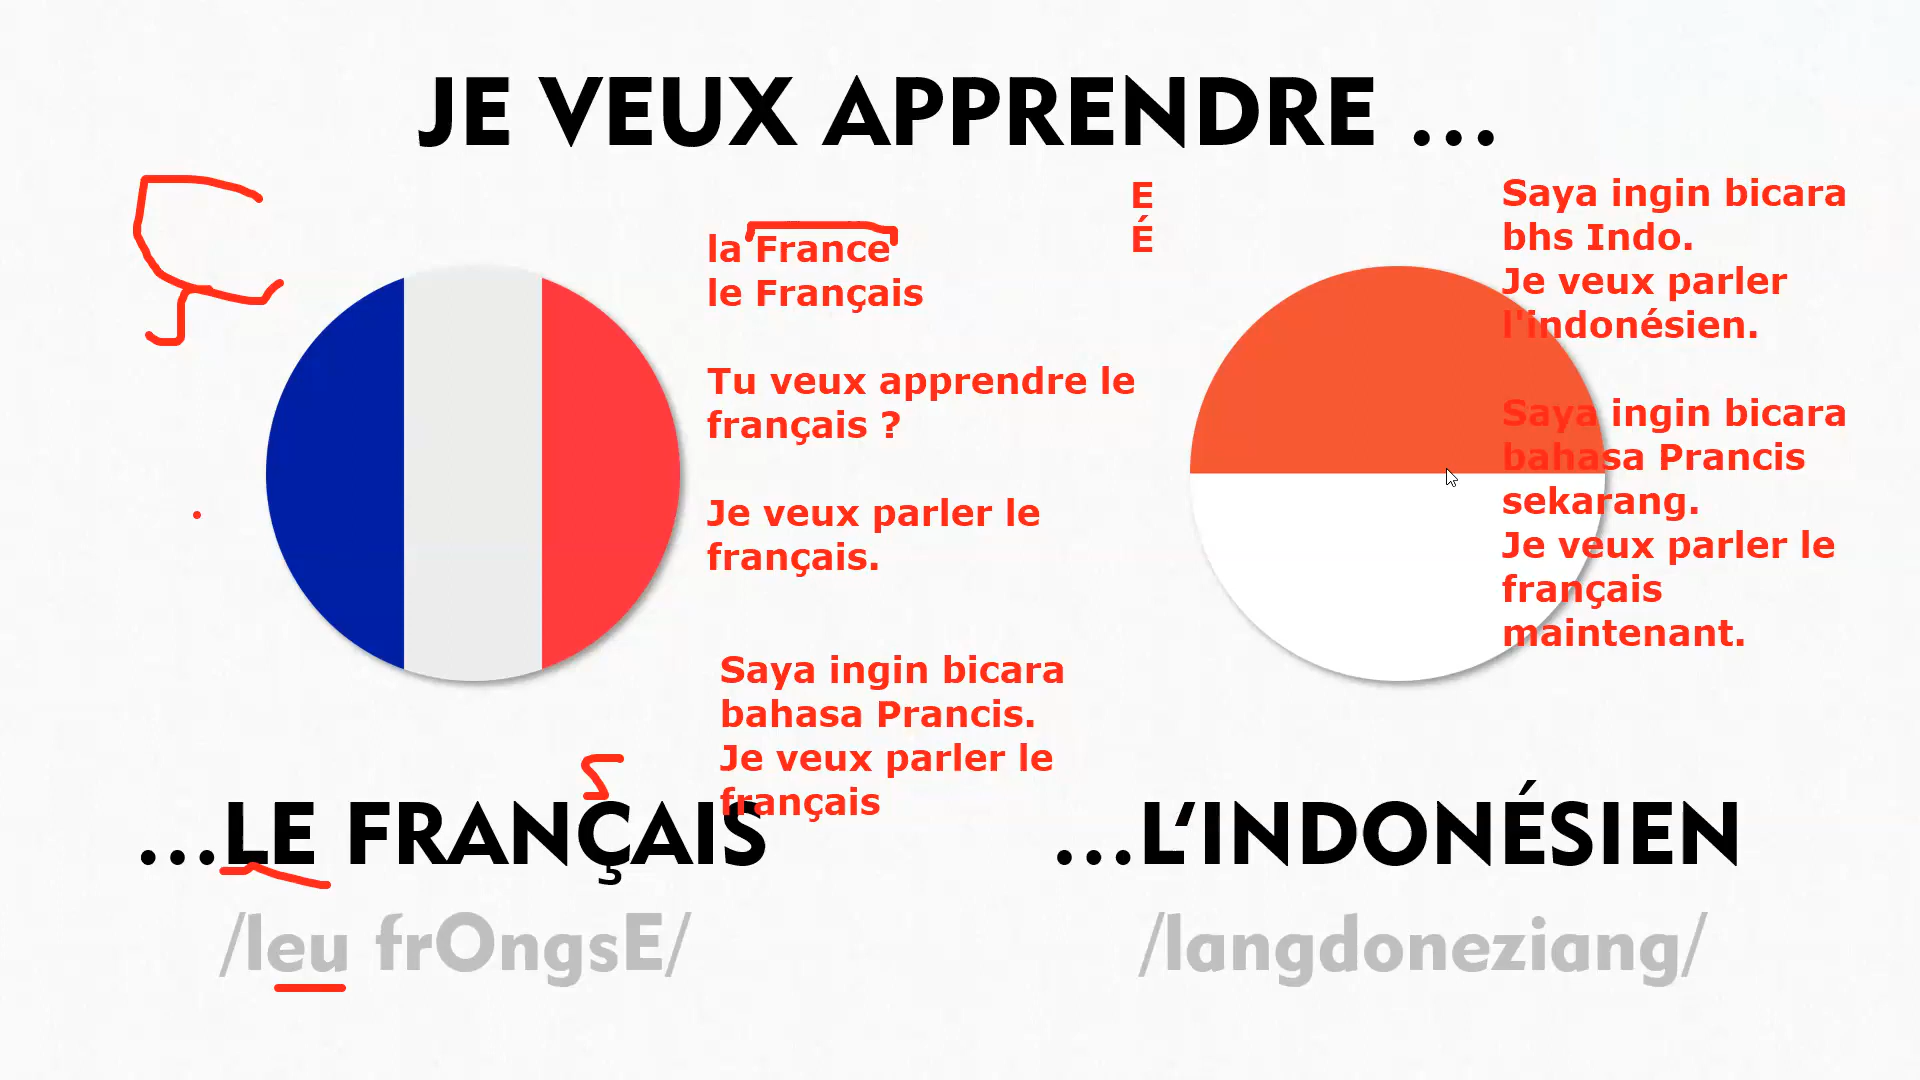 JE VEUX APPRENDRE ...
la France
le Français
Tu veux apprendre le
français ?
Je veux parler le
français.
Saya ingin bicara
bahasa Prancis.
Je veux parler le
français
E
É
Saya ingin bicara
bhs Indo.
Je veux parler
l'indonésien.
Saya ingin bicara
bahasa Prancis
sekarang.
Je veux parler le
français
maintenant.
Ç
S
...LE FRANÇAIS
/leu frOngsE/
...L'INDONÉSIEN
/langdoneziang/